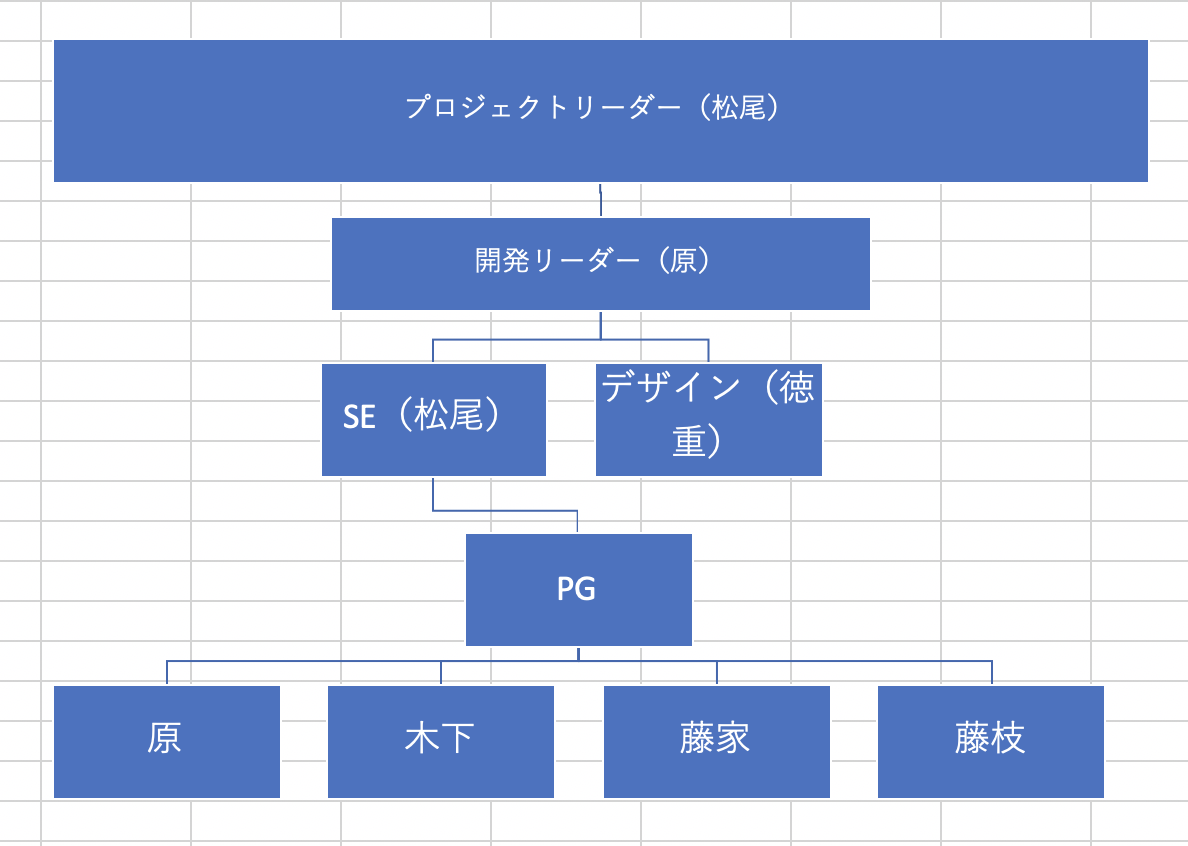 プロジェクトリーダー（松尾）
開発リーダー（原）
SE（松尾）
デザイン（徳
重）
PG
原
木下
藤家
藤枝